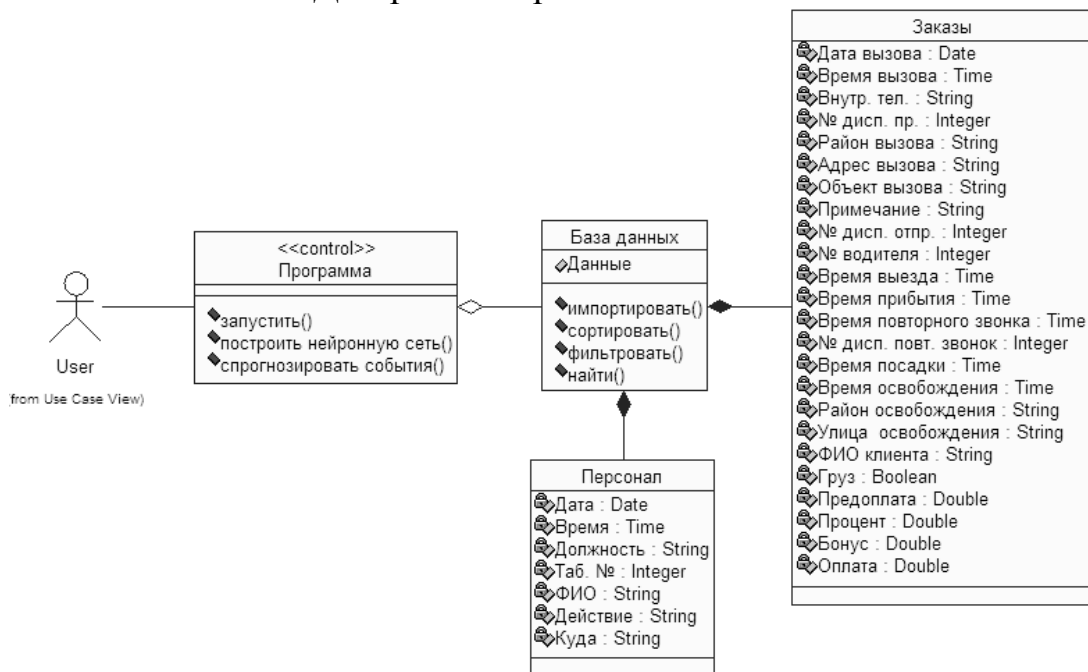 User
(from Use Case View)
<<control>>
Программа
запустить()
построить нейронную сеть()
спрогнозировать события()
База данных
Данные
импортировать()
сортировать()
фильтровать()
найти()
Персонал
Дата : Date
Время : Time
Должность : String
Таб. № : Integer
ФИО : String
Действие : String
Куда : String
Заказы
Дата вызова : Date
Время вызова : Time
Внутр. тел. : String
№ дисп. пр. : Integer
Район вызова : String
Адрес вызова : String
Объект вызова : String
Примечание : String
№ дисп. отпр. : Integer
№ водителя : Integer
Время выезда : Time
Время прибытия : Time
Время повторного звонка : Time
№ дисп. повт. звонок : Integer
Время посадки : Time
Время освобождения : Time
Район освобождения : String
Улица освобождения : String
ФИО клиента : String
Груз : Boolean
Предоплата : Double
Процент : Double
Бонус : Double
Оплата : Double